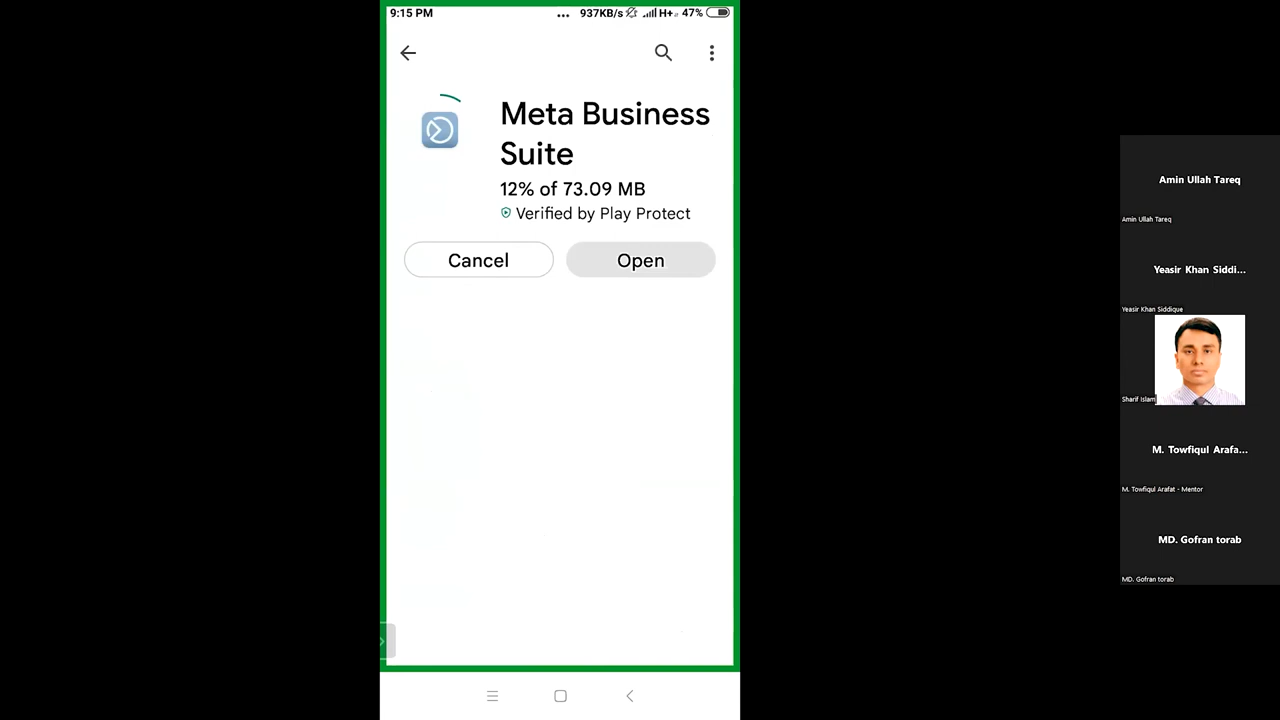 9:15 PM ... 937KB/s H+ 47%
Meta Business
Suite
12% of 73.09 MB
Verified by Play Protect
Cancel
Open
Amin Ullah Tareq
Amin Ullah Tareq
Yeasir Khan Siddi...
Yeasir Khan Siddique
Sharif Islam
M. Towfiqul Arafa...
M. Towfiqul Arafat - Mentor
MD. Gofran torab
MD. Gofran torab